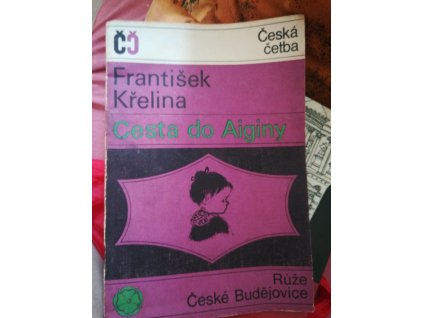 ČČ
Česká
četba
František
Křelina
Cesta do Aiginy
Růže
České Budějovice